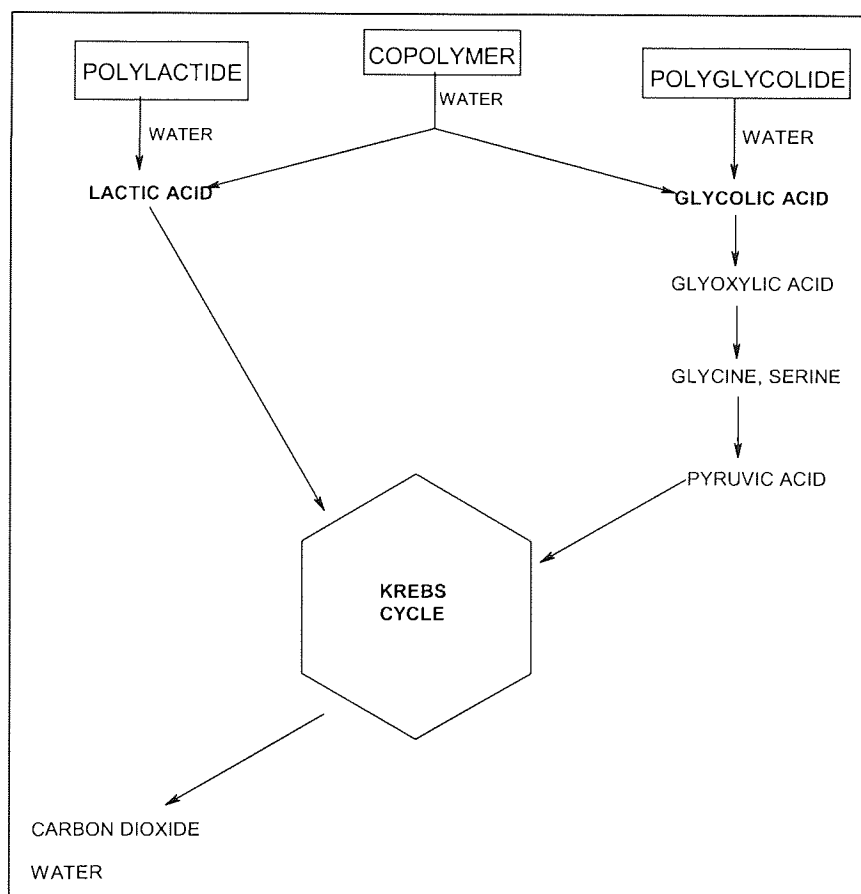 POLYLACTIDE
COPOLYMER
POLYGLYCOLIDE
WATER
WATER
WATER
LACTIC ACID
GLYCOLIC ACID
GLYOXYLIC ACID
GLYCINE, SERINE
PYRUVIC ACID
KREBS
CYCLE
CARBON DIOXIDE
WATER